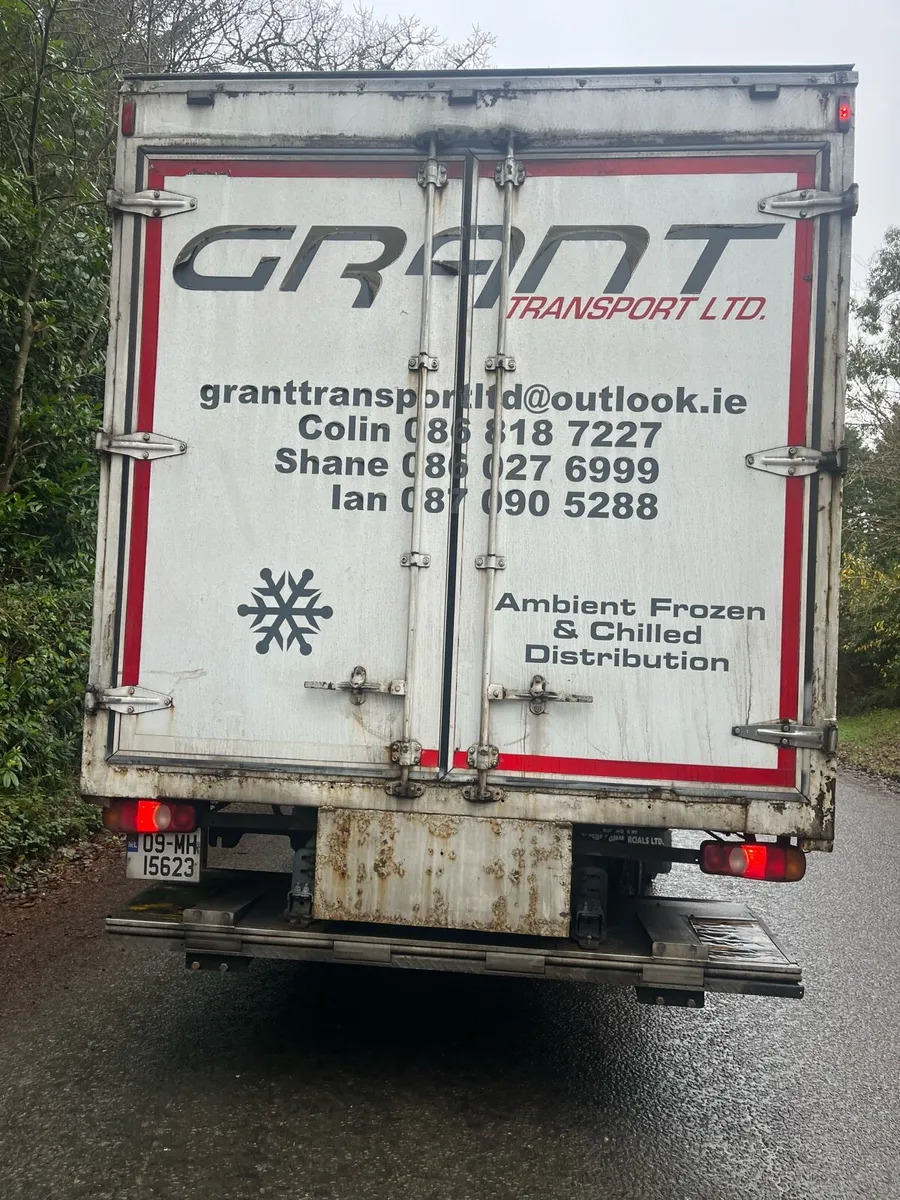 GRANT
TRANSPORT LTD.
granttransportltd@outlook.ie
Colin 086 818 7227
Shane 086 027 6999
Ian 087 090 5288
Ambient Frozen
& Chilled
Distribution
09-MH
15623